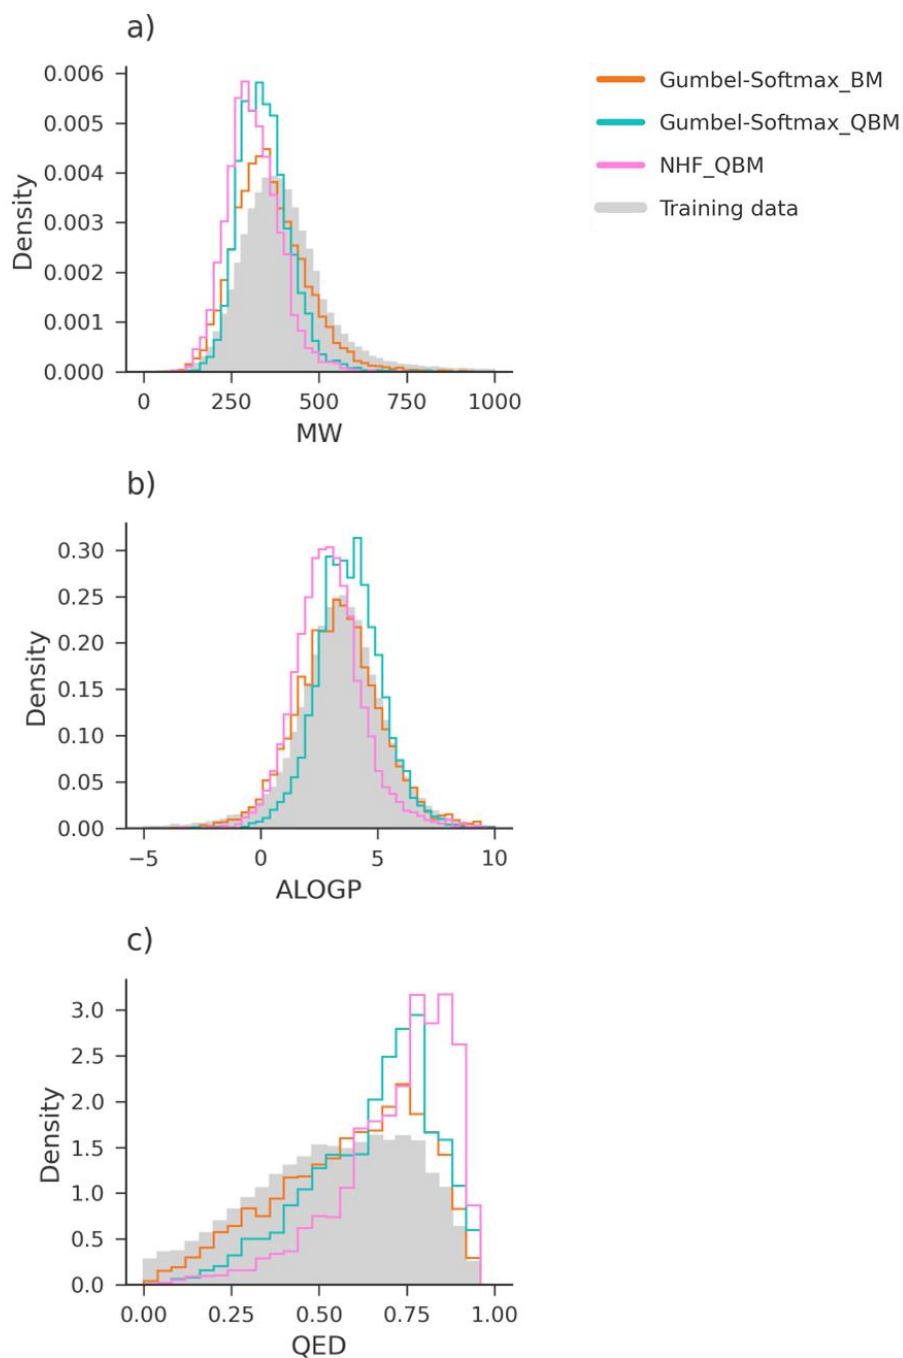 a)
0.006
0.005
0.004
0.003
0.002
0.001
0.000
Density
0 250 500 750 1000
MW
Gumbel-Softmax_BM
Gumbel-Softmax_QBM
NHF_QBM
Training data
b)
0.30
0.25
0.20
0.15
0.10
0.05
0.00
Density
−5 0 5 10
ALOGP
c)
3.0
2.5
2.0
1.5
1.0
0.5
0.0
Density
0.00 0.25 0.50 0.75 1.00
QED